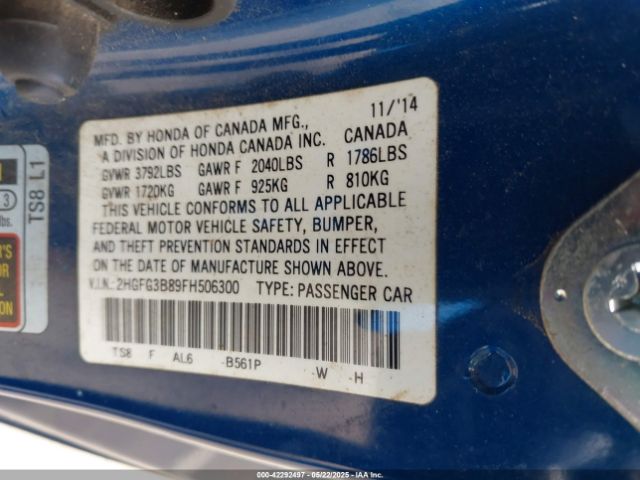 11/'14
MFD. BY HONDA OF CANADA MFG.,
A DIVISION OF HONDA CANADA INC. CANADA
GVWR 3792LBS GAWR F 2040LBS R 1786LBS
GVWR 1720KG GAWR F 925KG R 810KG
THIS VEHICLE CONFORMS TO ALL APPLICABLE
FEDERAL MOTOR VEHICLE SAFETY, BUMPER,
AND THEFT PREVENTION STANDARDS IN EFFECT
ON THE DATE OF MANUFACTURE SHOWN ABOVE.
V.I.N.: 2HGFG3B89FH506300 TYPE: PASSENGER CAR
TS8 F AL6 -B561P W -H
3
lbs.
TS8 L1
000-42292497 - 05/22/2025 - IAA Inc.